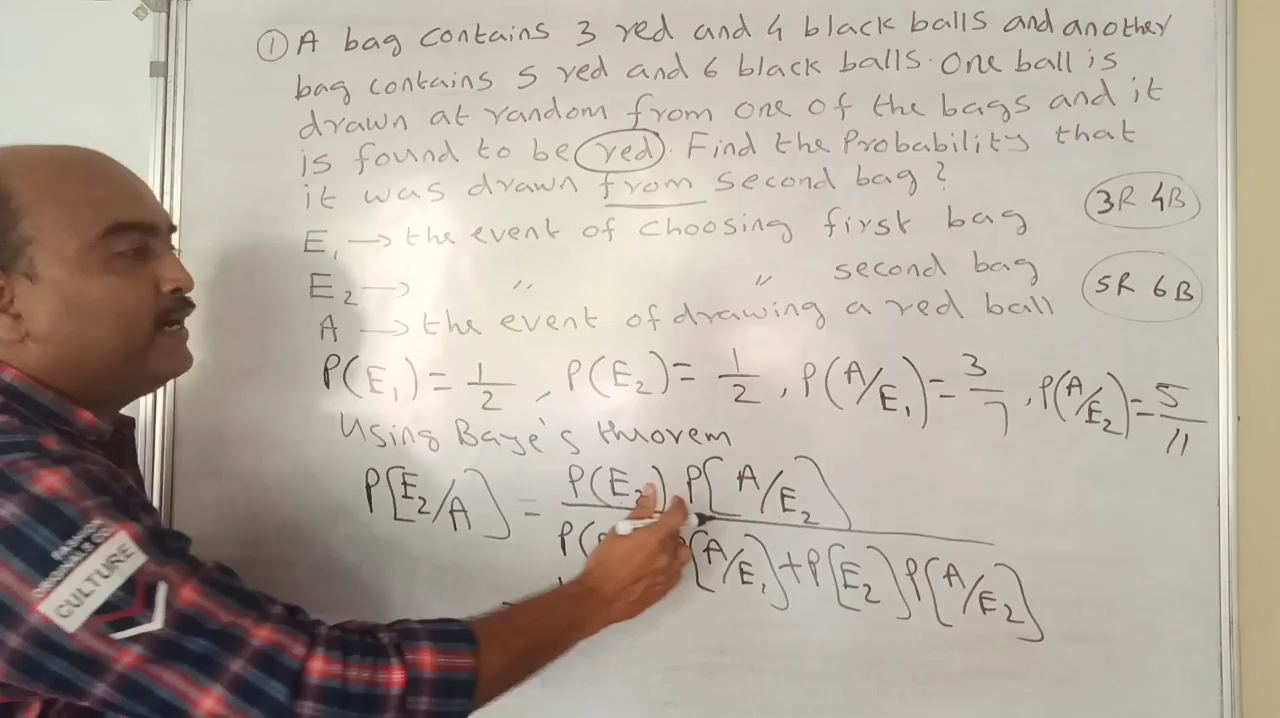 ① A bag contains 3 red and 4 black balls and another
bag contains 5 red and 6 black balls. One ball is
drawn at random from one of the bags and it
is found to be red. Find the Probability that
it was drawn from second bag?
3R 4B
E₁ → the event of choosing first bag
E₂ → " " second bag
5R 6B
A → the event of drawing a red ball
P(E₁) = 1/2, P(E₂) = 1/2, P(A/E₁) = 3/7, P(A/E₂) = 5/11
Using Baye's thorem
P[E₂/A] = P(E₂) P[A/E₂]
P( [A/E₁] + P[E₂] P[A/E₂]
CULTURE